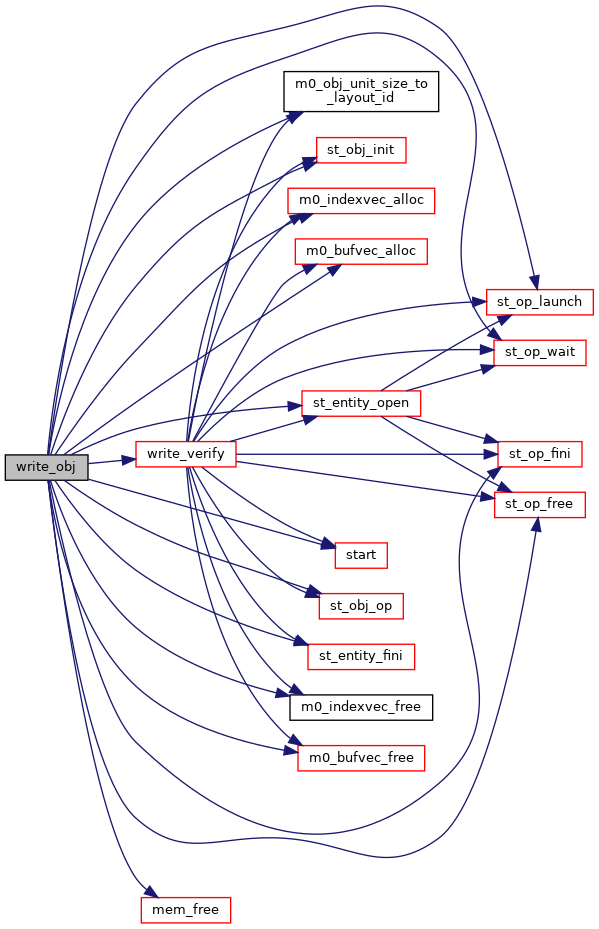 m0_obj_unit_size_to
_layout_id
st_obj_init
m0_indexvec_alloc
m0_bufvec_alloc
st_op_launch
st_op_wait
st_entity_open
write_verify
st_op_fini
write_obj
st_op_free
start
st_obj_op
st_entity_fini
m0_indexvec_free
m0_bufvec_free
mem_free